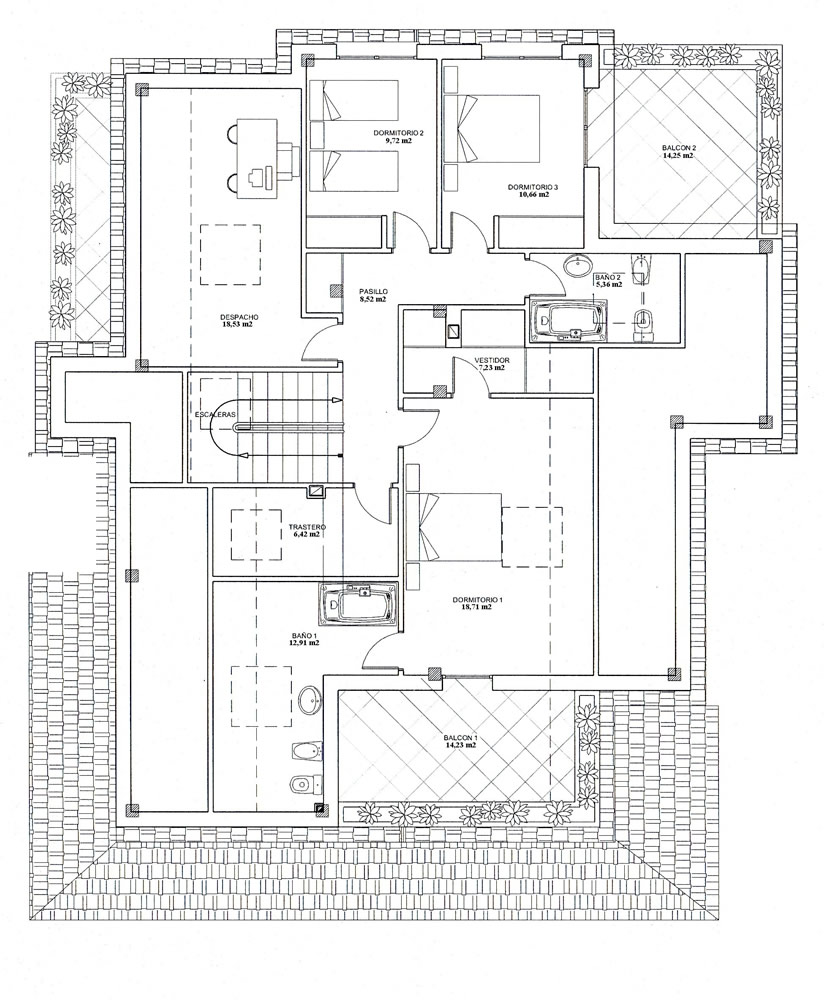 DORMITORIO 2
9,72 m2
DORMITORIO 3
10,66 m2
BALCON 2
14,25 m2
PASILLO
8,52 m2
BAÑO 2
5,36 m2
DESPACHO
18,53 m2
VESTIDOR
7,23 m2
ESCALERAS
TRASTERO
6,42 m2
DORMITORIO 1
18,71 m2
BAÑO 1
12,91 m2
BALCON 1
14,23 m2